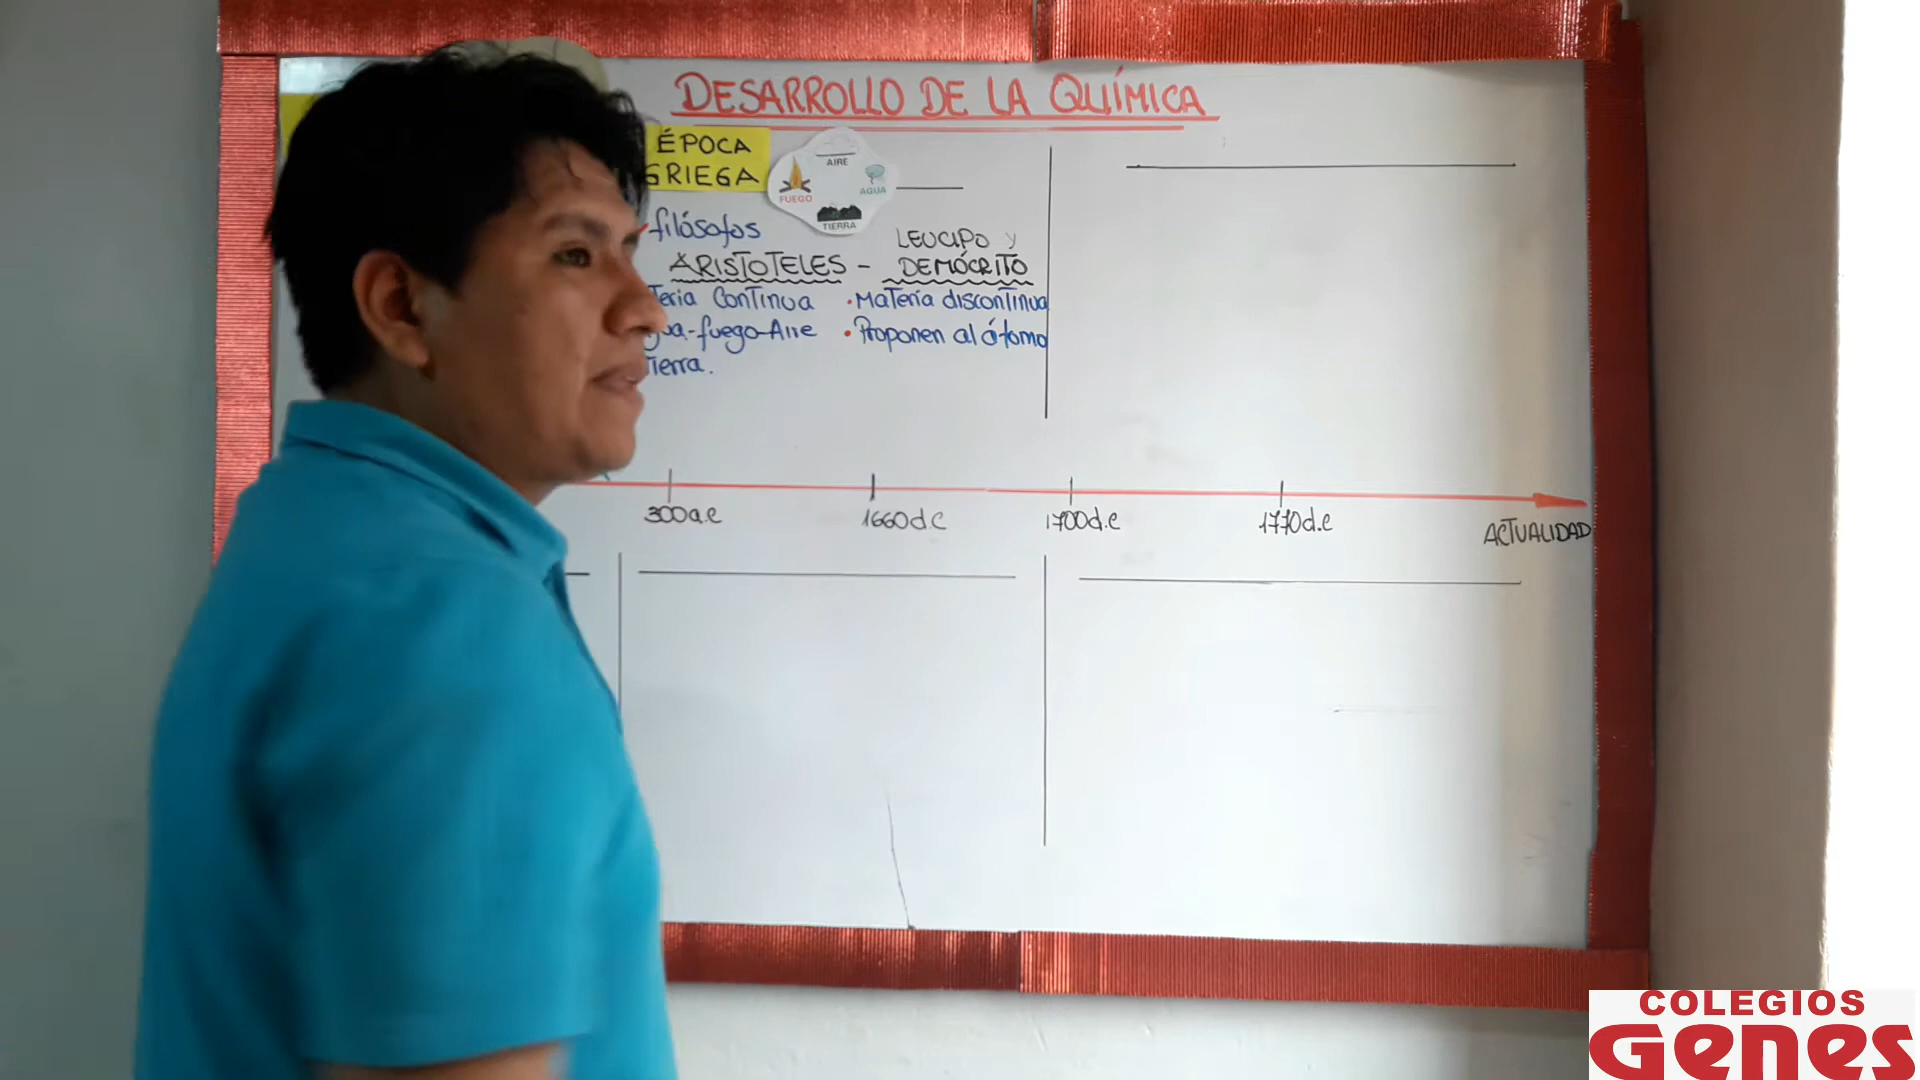 DESARROLLO DE LA QUÍMICA
ÉPOCA
GRIEGA
AIRE
FUEGO
AGUA
TIERRA
filósofos
ARISTOTELES -
LEUCIPO y
DEMÓCRITO
teria Continua
• Materia discontinua
ua-fuego-Aire
• Proponen al átomo
Tierra.
300a.c
1660d.c
1700d.c
1770d.c
ACTUALIDAD
COLEGIOS
Genes